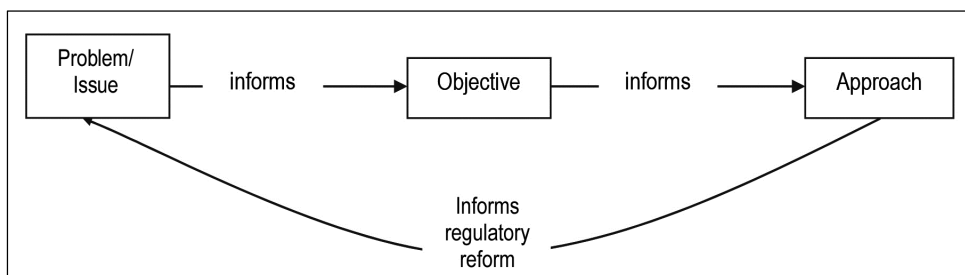 Problem/
Issue
informs
Objective
informs
Approach
Informs
regulatory
reform